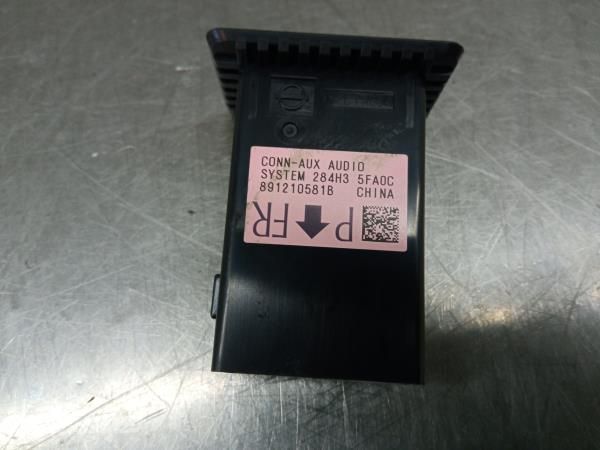 CONN-AUX AUDIO
SYSTEM 284H3 5FA0C
891210581B CHINA
P FR